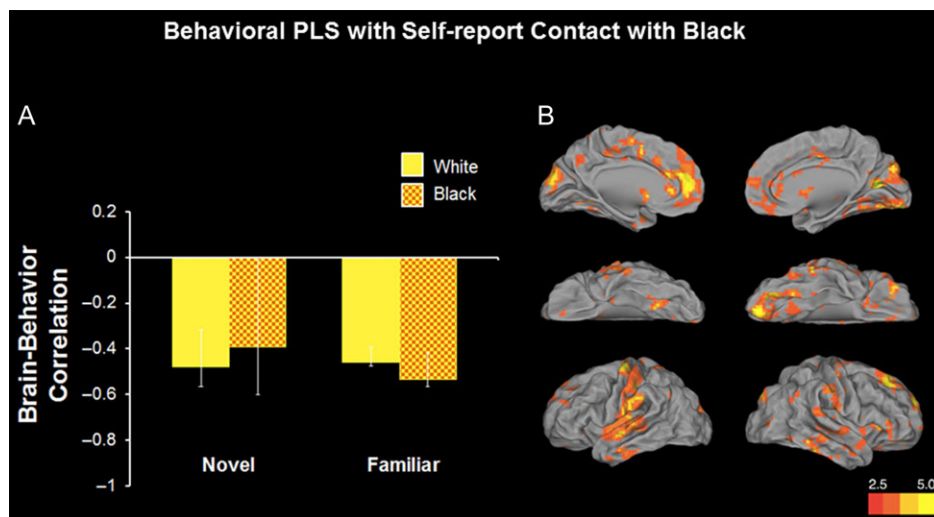 Behavioral PLS with Self-report Contact with Black
A
White
Black
0.2
0
−0.2
−0.4
−0.6
−0.8
−1
Brain-Behavior
Correlation
Novel
Familiar
B
2.5
5.0